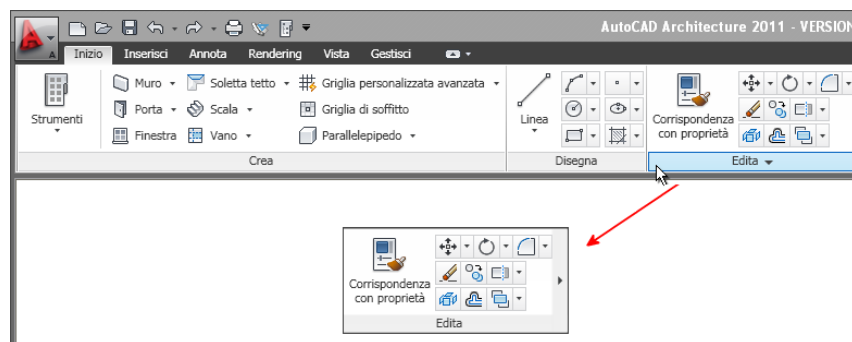 AutoCAD Architecture 2011 - VERSION
Inizio Inserisci Annota Rendering Vista Gestisci
Strumenti
Muro Soletta tetto Griglia personalizzata avanzata
Porta Scala Griglia di soffitto
Finestra Vano Parallelepipedo
Linea
Corrispondenza
con proprietà
Crea Disegna Edita
Corrispondenza
con proprietà
Edita